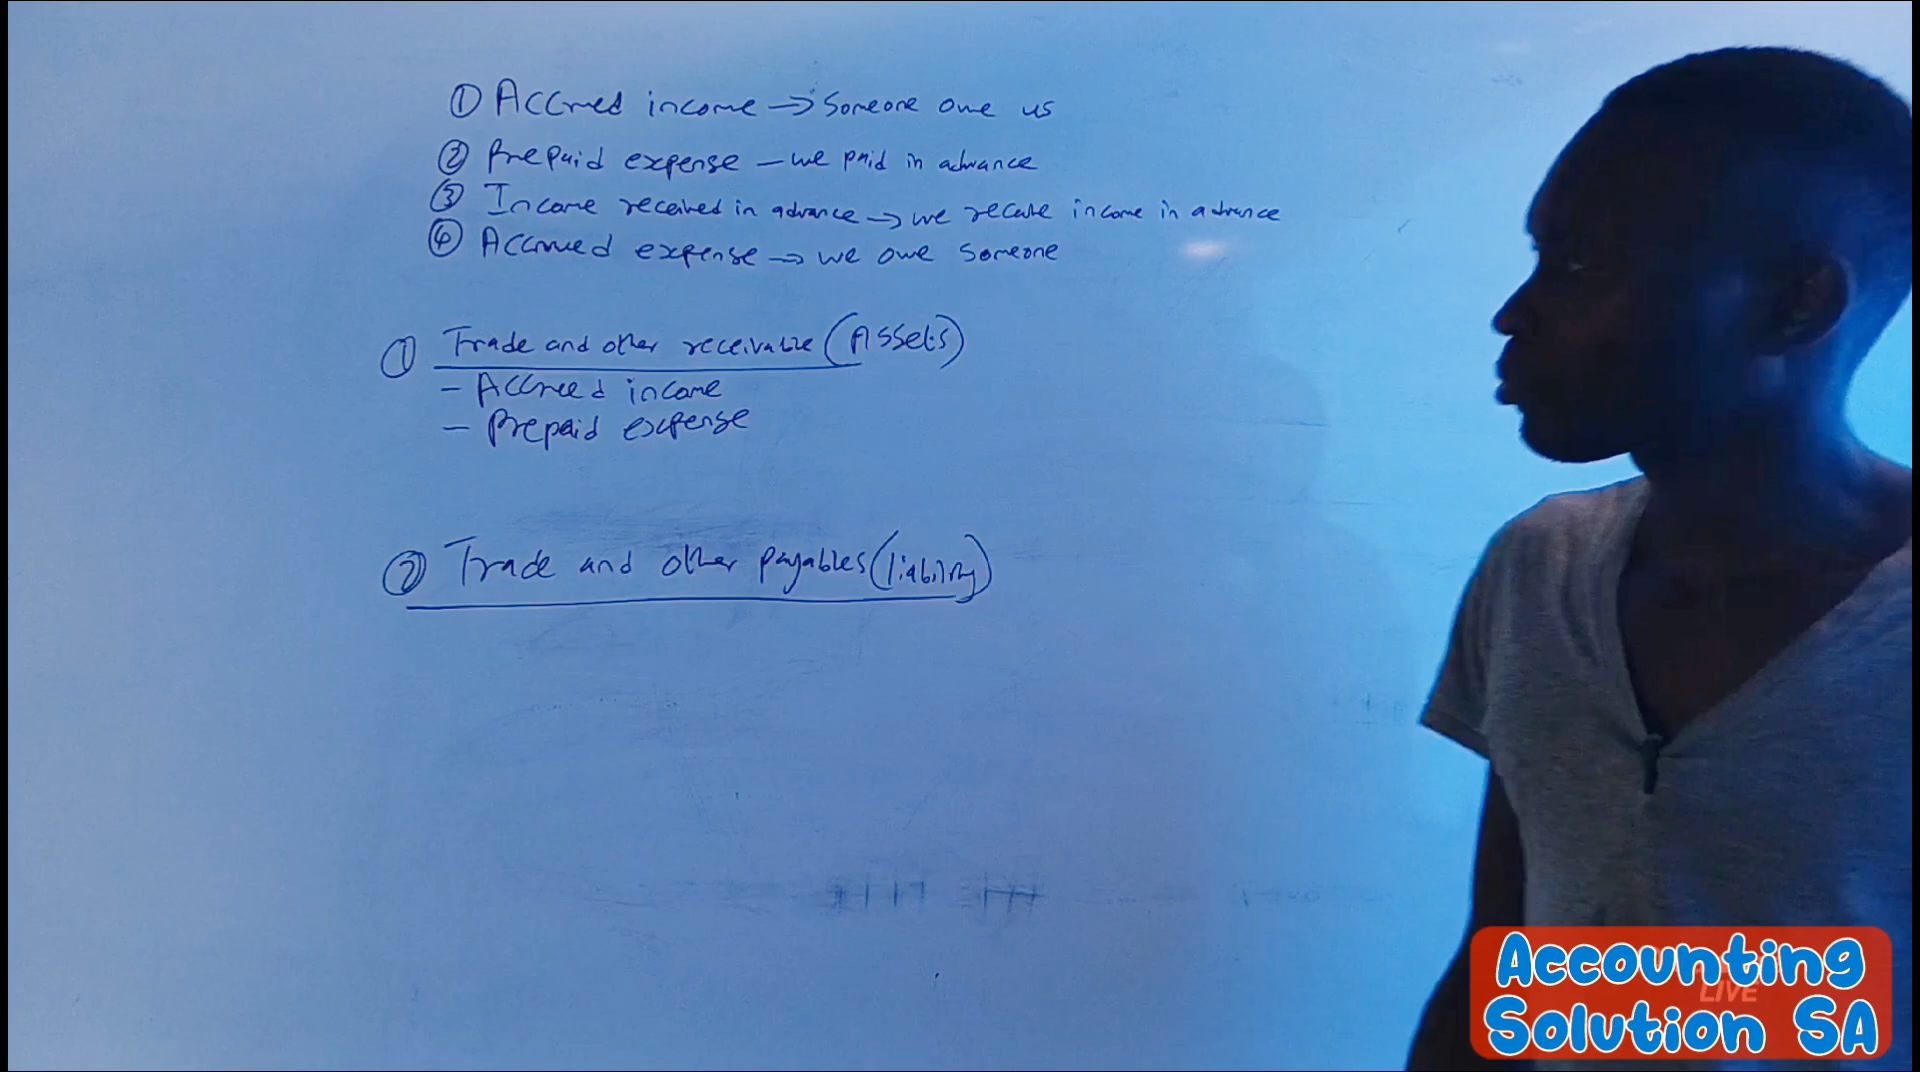 ① Accrued income → Someone owe us
② Prepaid expense - we paid in advance
③ Income received in advance → we receive income in advance
④ Accrued expense → we owe someone
① Trade and other receivable (Assets)
- Accrued income
- Prepaid expense
② Trade and other payables (liability)
Accounting
LIVE
Solution SA